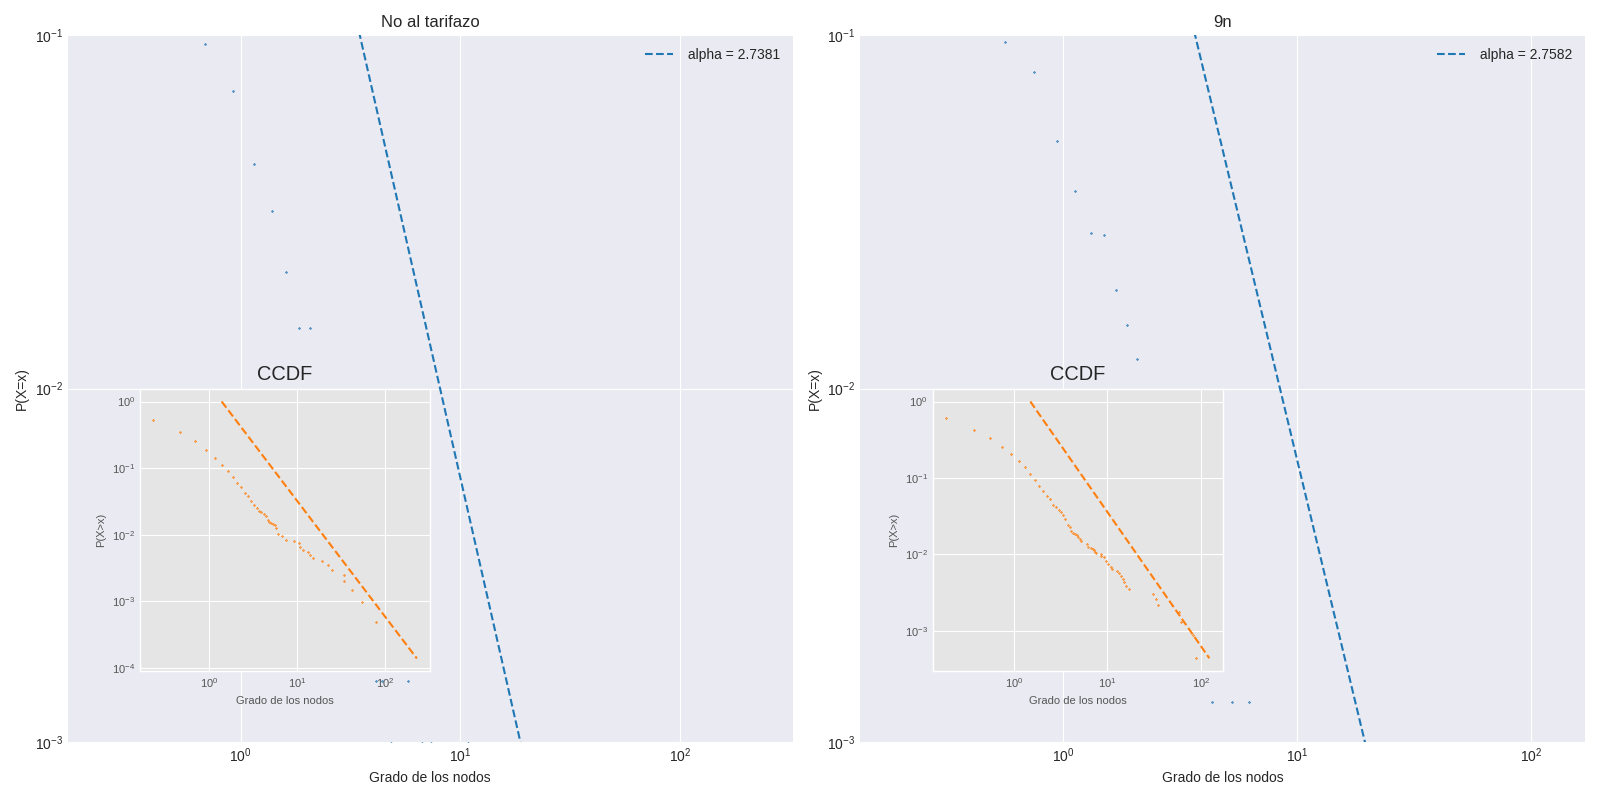 No al tarifazo
10⁻¹
alpha = 2.7381
P(X=x)
10⁻²
CCDF
10⁰
10⁻¹
P(X>x)
10⁻²
10⁻³
10⁻⁴
10⁰ 10¹ 10²
Grado de los nodos
10⁻³
10⁰ 10¹ 10²
Grado de los nodos
9n
10⁻¹
alpha = 2.7582
P(X=x)
10⁻²
CCDF
10⁰
10⁻¹
P(X>x)
10⁻²
10⁻³
10⁰ 10¹ 10²
Grado de los nodos
10⁻³
10⁰ 10¹ 10²
Grado de los nodos